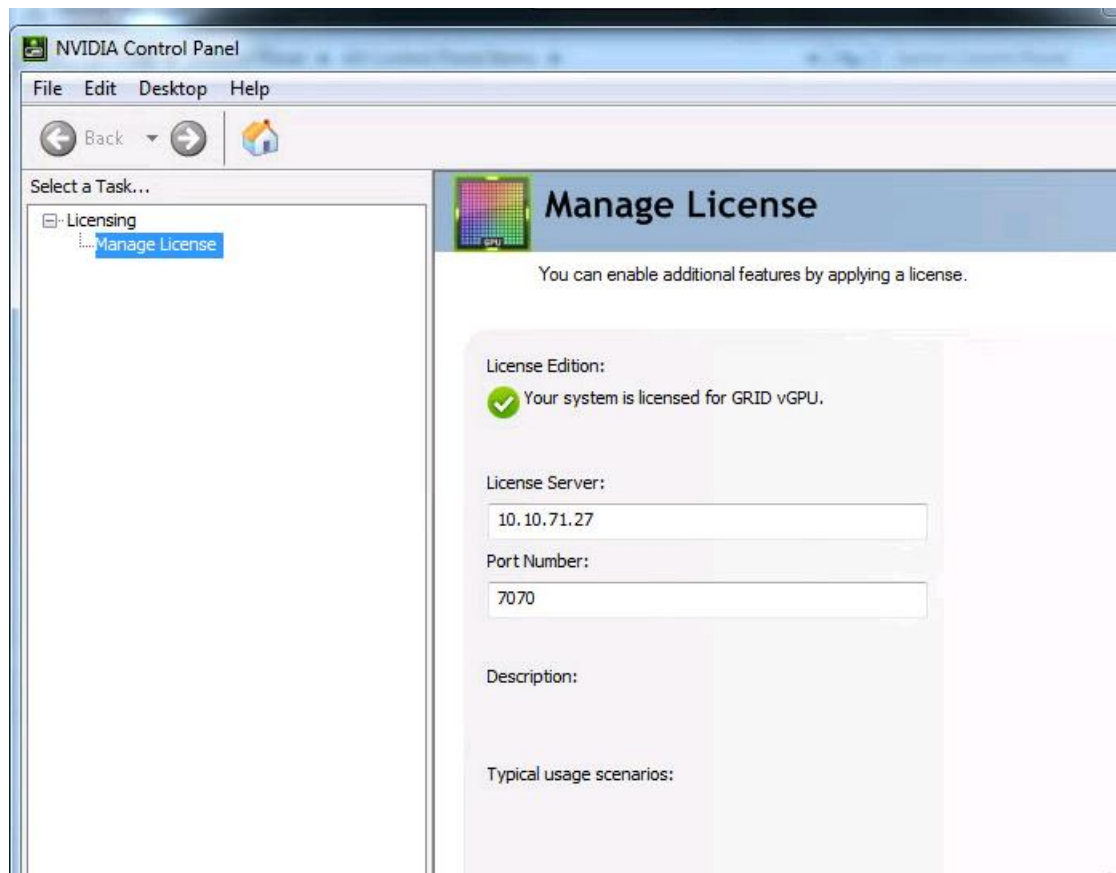 NVIDIA Control Panel
File Edit Desktop Help
Back
Select a Task...
Licensing
Manage License
GPU
Manage License
You can enable additional features by applying a license.
License Edition:
Your system is licensed for GRID vGPU.
License Server:
10.10.71.27
Port Number:
7070
Description:
Typical usage scenarios: